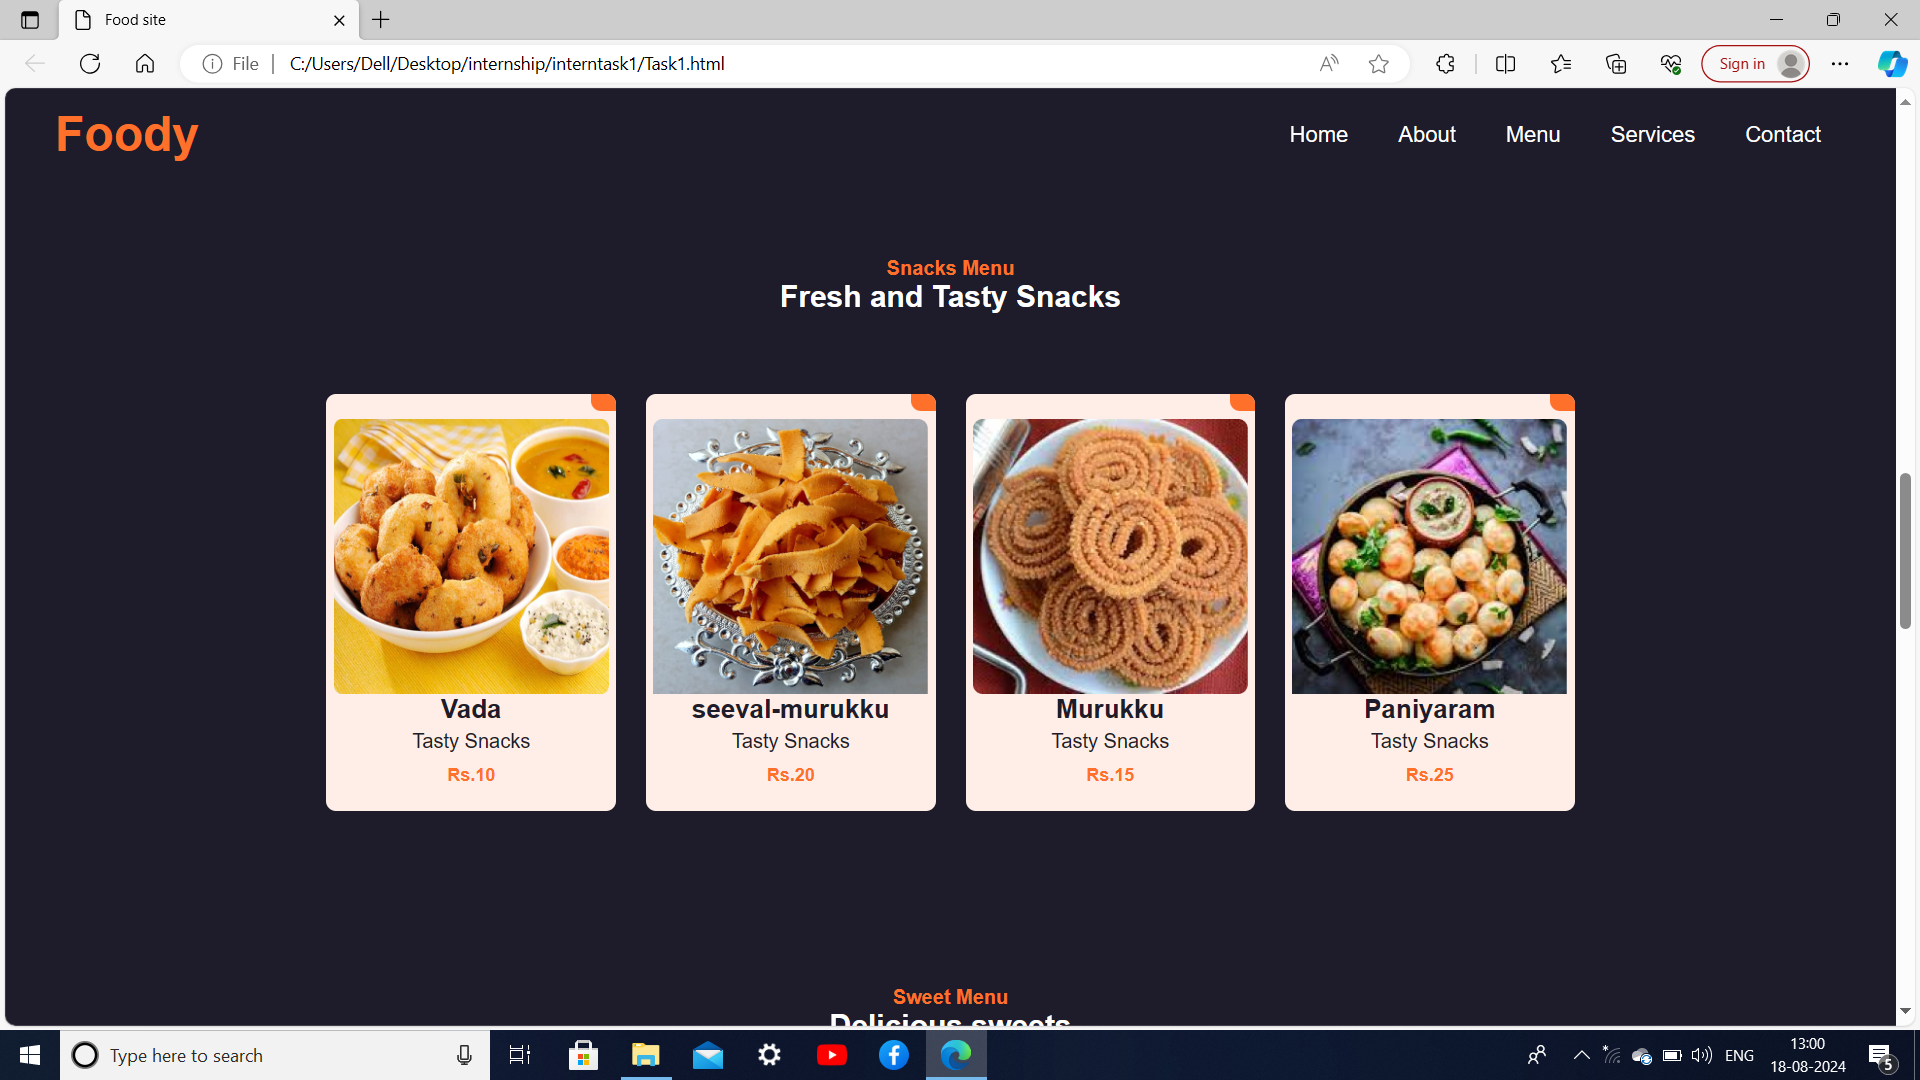 Food site
File
C:/Users/Dell/Desktop/internship/interntask1/Task1.html
Sign in
Foody
Home
About
Menu
Services
Contact
Snacks Menu
Fresh and Tasty Snacks
Vada
Tasty Snacks
Rs.10
seeval-murukku
Tasty Snacks
Rs.20
Murukku
Tasty Snacks
Rs.15
Paniyaram
Tasty Snacks
Rs.25
Sweet Menu
Delicious sweets
Type here to search
ENG
13:00
18-08-2024
5